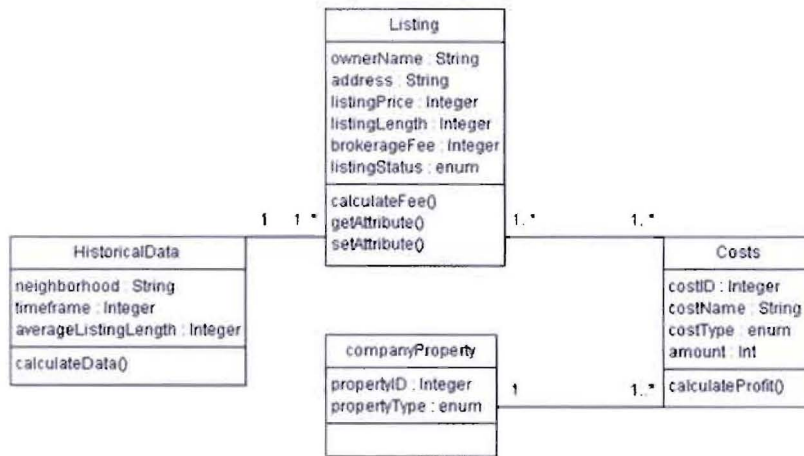 Listing
ownerName : String
address : String
listingPrice : Integer
listingLength : Integer
brokerageFee : Integer
listingStatus : enum
calculateFee()
getAttribute()
setAttribute()
1 1..*
1..* 1..*
HistoricalData
neighborhood : String
timeframe : Integer
averageListingLength : Integer
calculateData()
Costs
costID : Integer
costName : String
costType : enum
amount : Int
calculateProfit()
companyProperty
propertyID : Integer
propertyType : enum
1 1..*